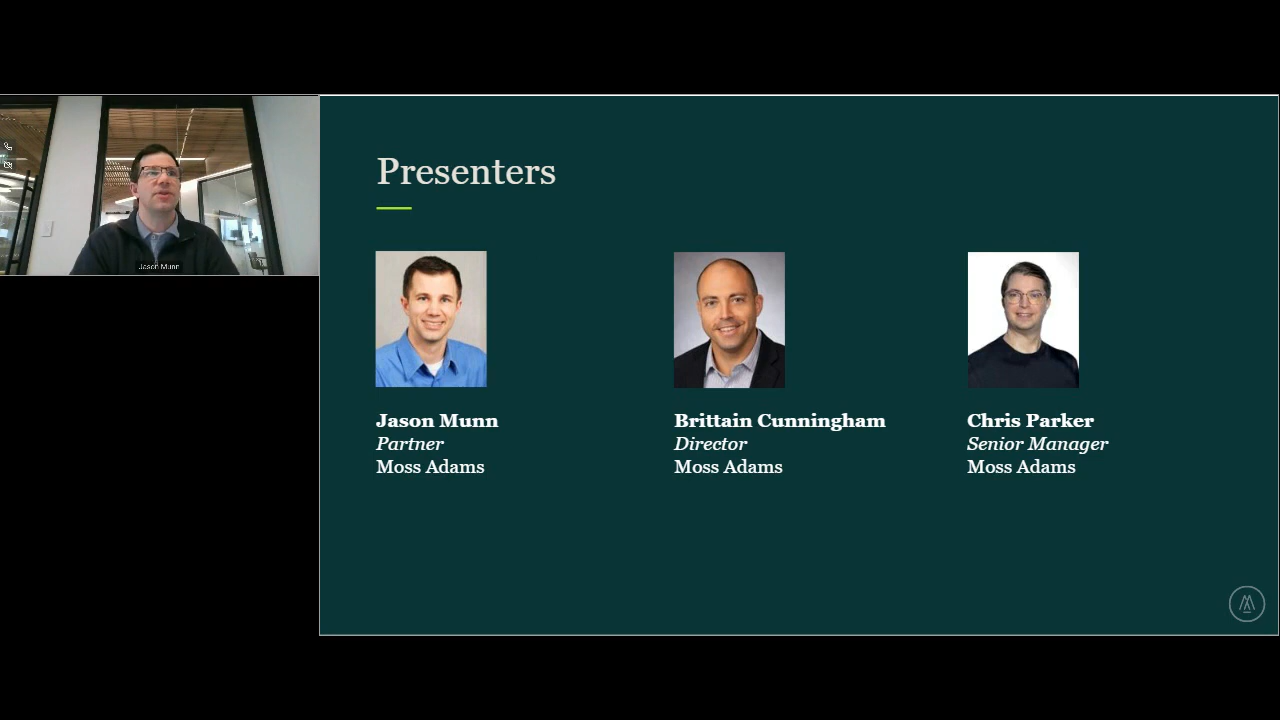 Jason Munn
Presenters
Jason Munn
Partner
Moss Adams
Brittain Cunningham
Director
Moss Adams
Chris Parker
Senior Manager
Moss Adams